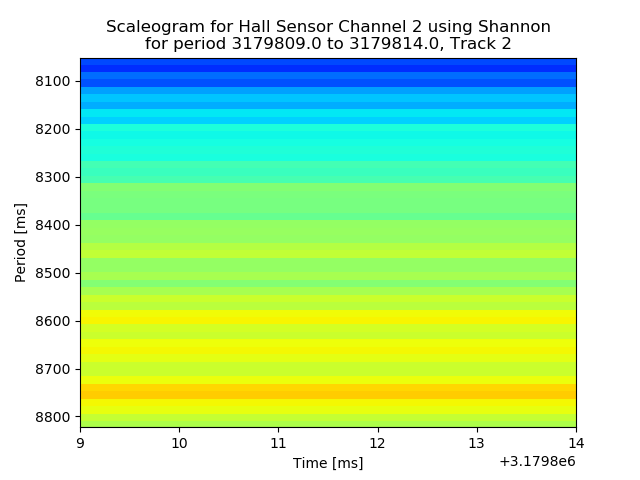 Scaleogram for Hall Sensor Channel 2 using Shannon
for period 3179809.0 to 3179814.0, Track 2
Period [ms]
8100
8200
8300
8400
8500
8600
8700
8800
9 10 11 12 13 14
Time [ms]
+3.1798e6